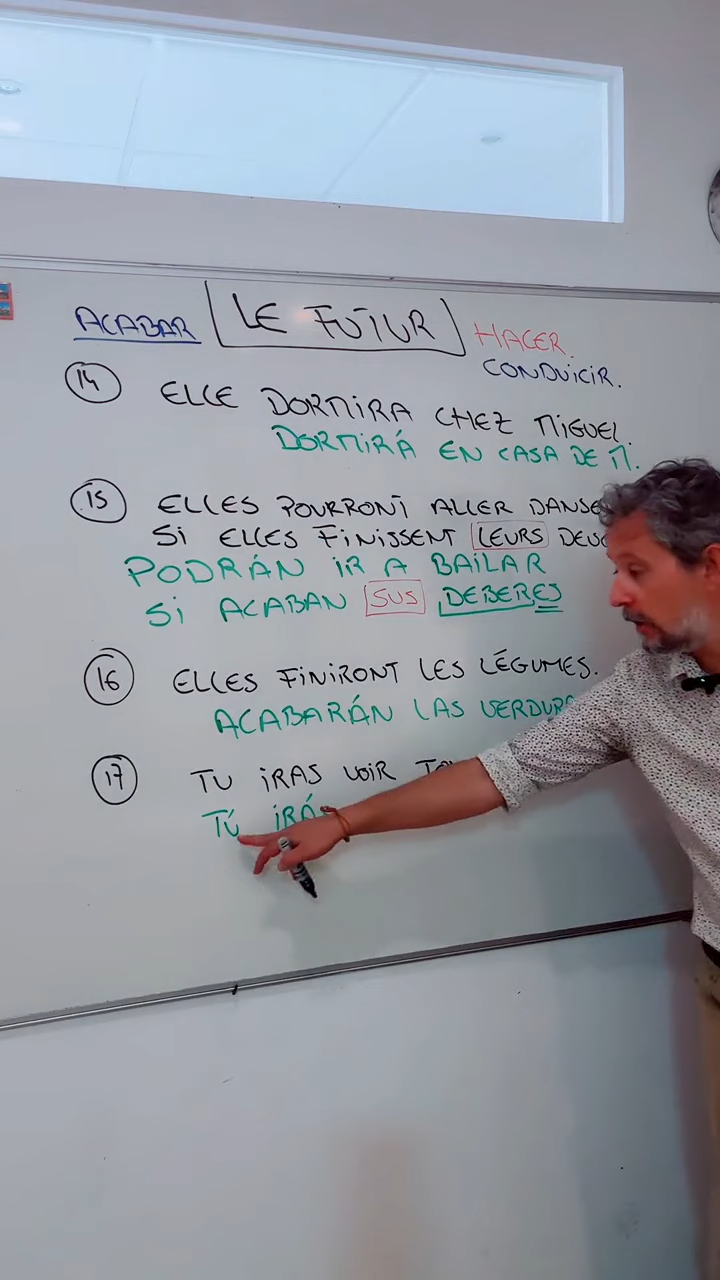 ACABAR LE FUTUR HACER.
CONDUICIR.
14 ELLE DORMIRA CHEZ MIGUEL.
DORMIRÁ EN CASA DE M.
15 ELLES POURRONT ALLER
SI ELLES FINISSENT LEURS
PODRÁN IR A BAILAR
SI ACABAN SUS DEBERES
16 ELLES FINIRONT LES LÉGUMES.
ACABARÁN LAS
17 TU IRAS VOIR
TÚ IRÁS